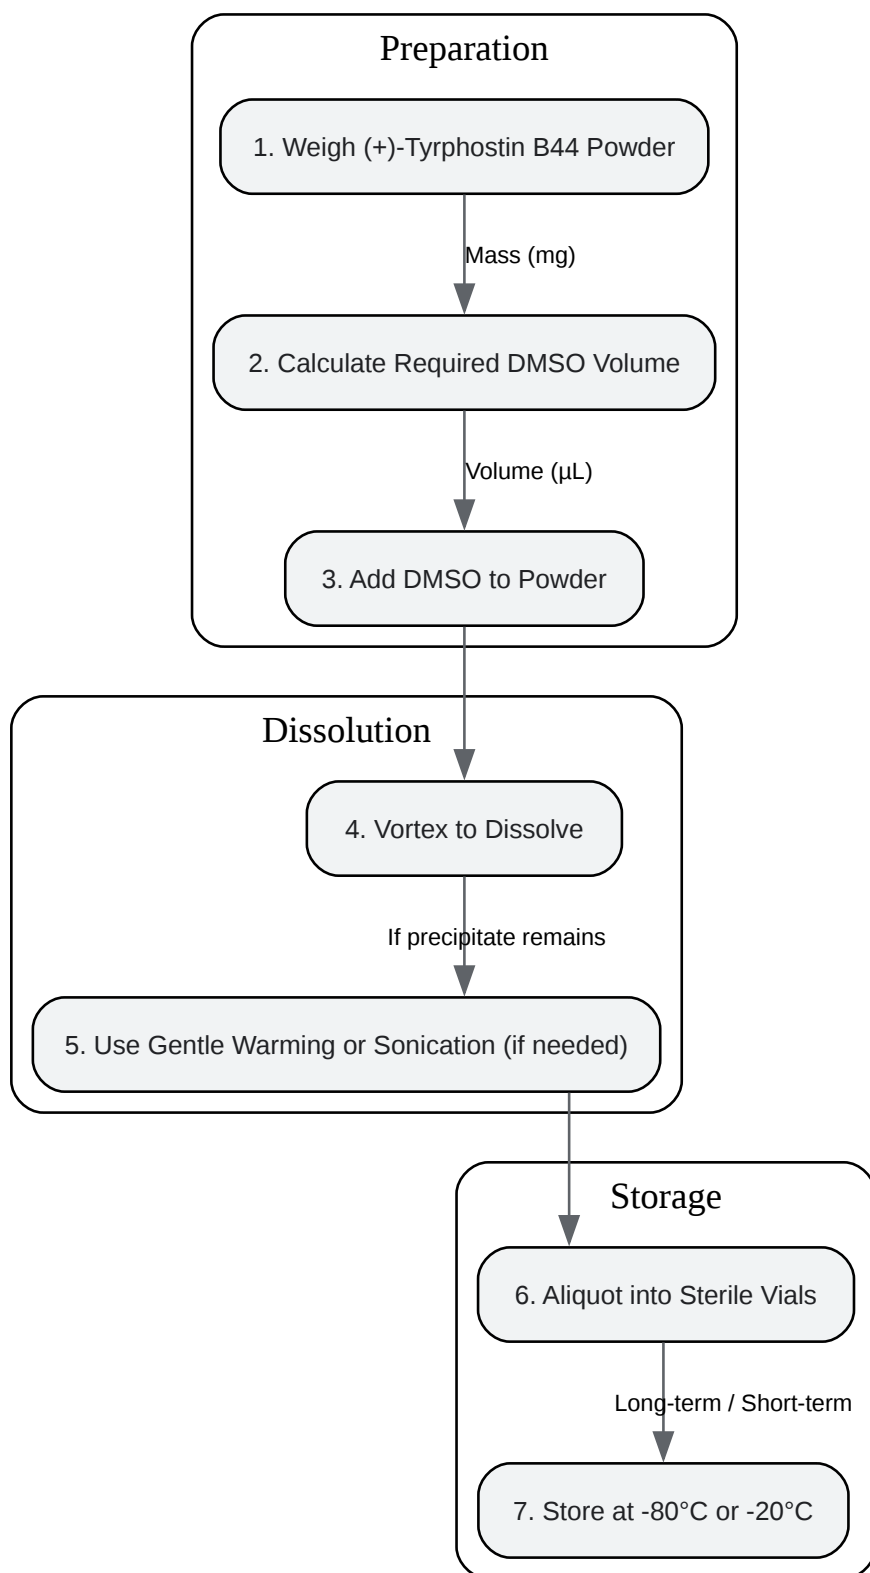 Preparation
1. Weigh (+)-Tyrphostin B44 Powder
Mass (mg)
2. Calculate Required DMSO Volume
Volume (µL)
3. Add DMSO to Powder
Dissolution
4. Vortex to Dissolve
If precipitate remains
5. Use Gentle Warming or Sonication (if needed)
Storage
6. Aliquot into Sterile Vials
Long-term / Short-term
7. Store at -80°C or -20°C